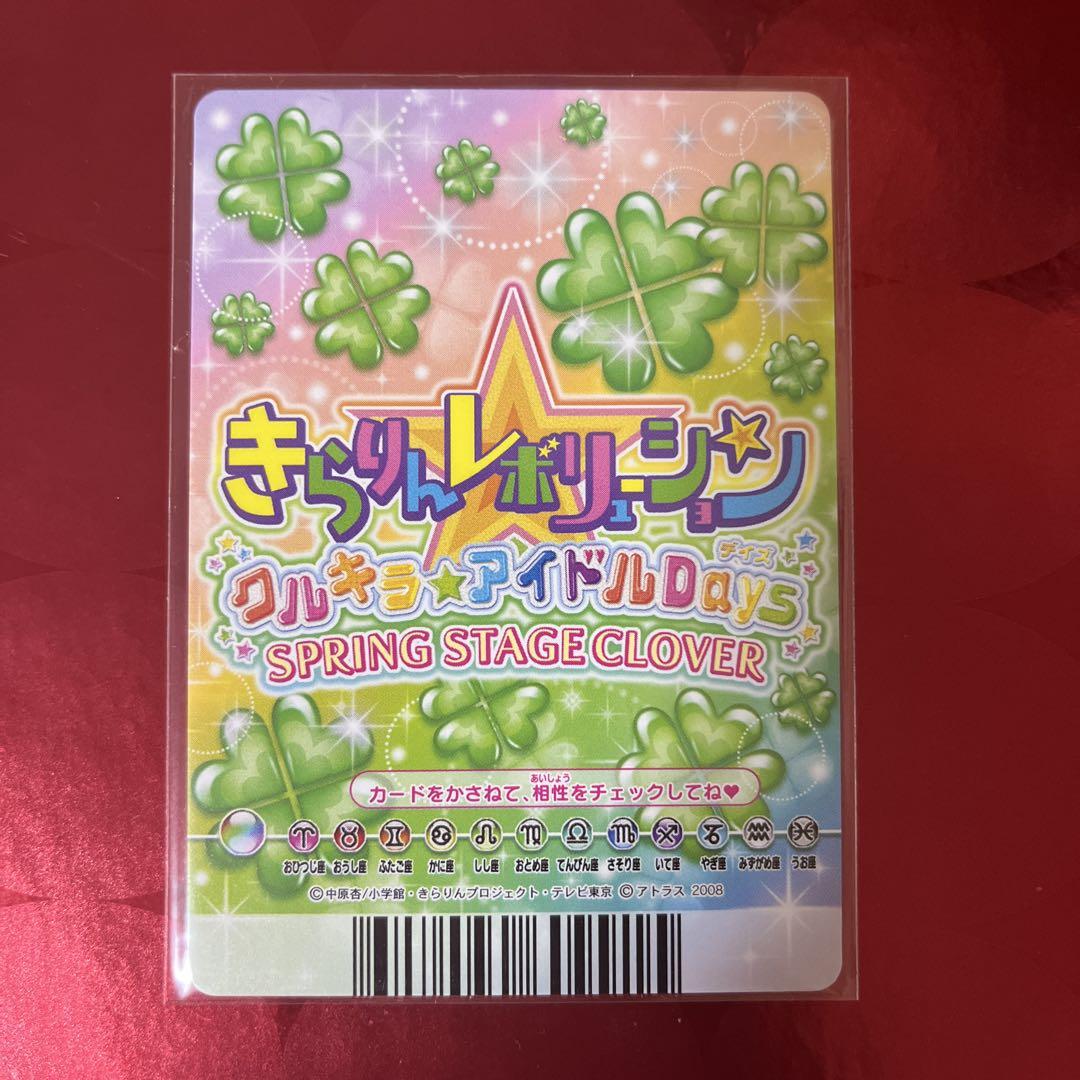 きらりんレボリューション
クルキラ★アイドルDays
デイズ
SPRING STAGE CLOVER
あいしょう
カードをかさねて、相性をチェックしてね♥
おひつじ座 おうし座 ふたご座 かに座 しし座 おとめ座 てんびん座 さそり座 いて座 やぎ座 みずがめ座 うお座
©中原杏/小学館・きらりんプロジェクト・テレビ東京 ©アトラス 2008